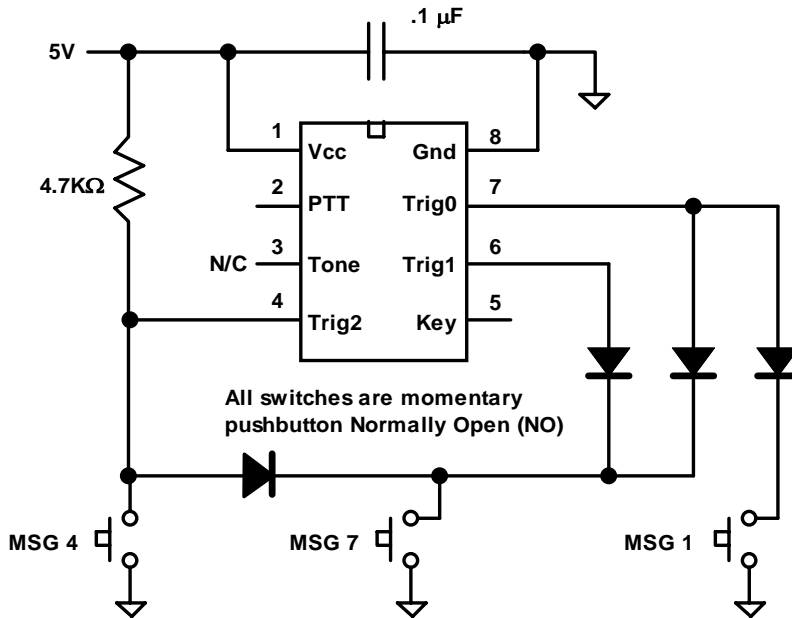 .1 μF
5V
1
Vcc
Gnd
8
4.7KΩ
2
PTT
Trig0
7
N/C
3
Tone
Trig1
6
4
Trig2
Key
5
All switches are momentary
pushbutton Normally Open (NO)
MSG 4
MSG 7
MSG 1